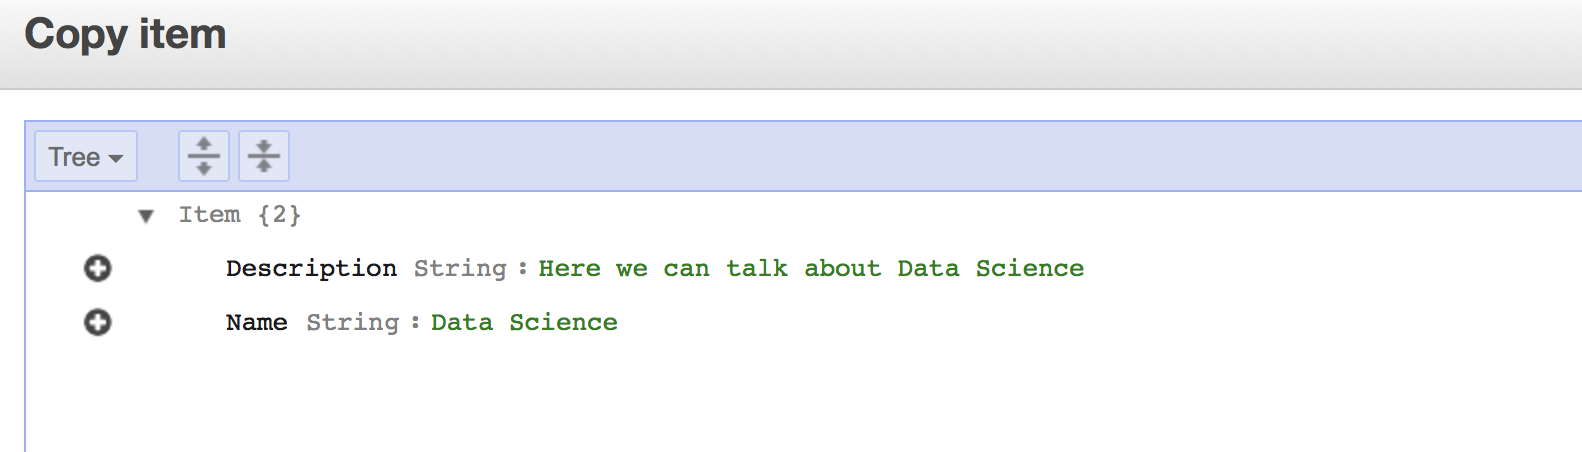 Copy item
Tree
Item {2}
Description String : Here we can talk about Data Science
Name String : Data Science